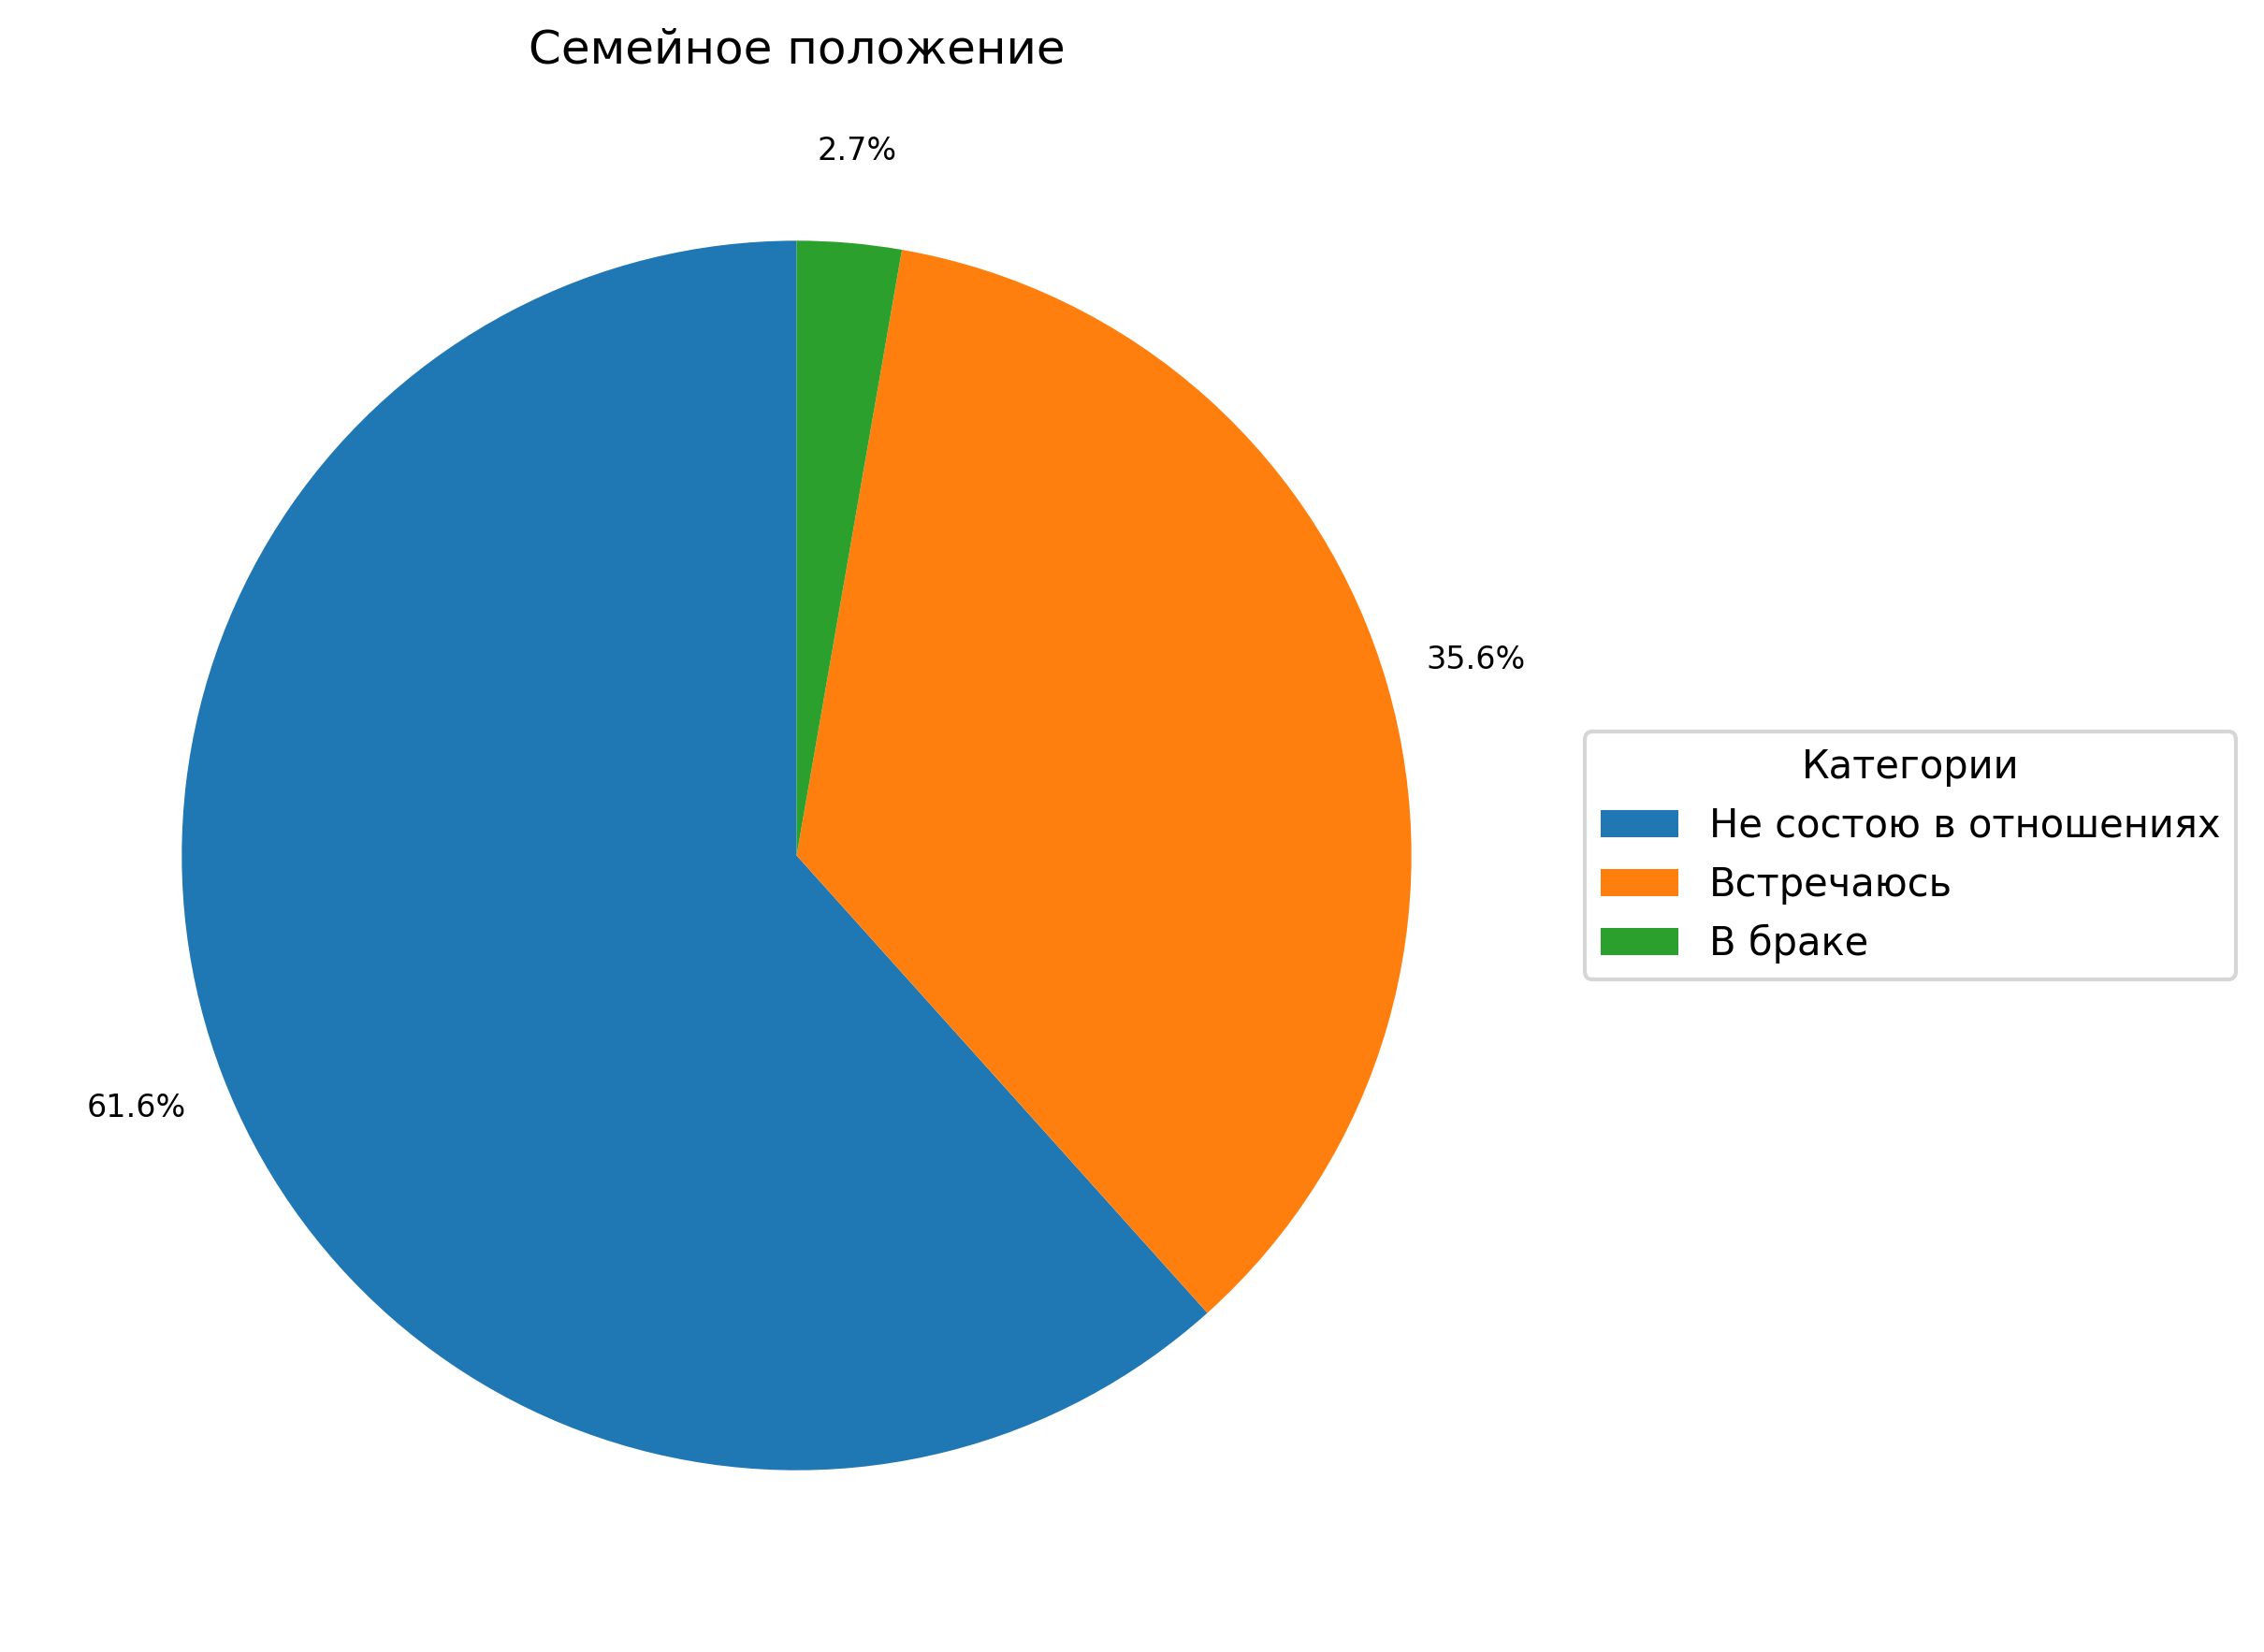 Семейное положение
2.7%
35.6%
61.6%
Категории
Не состою в отношениях
Встречаюсь
В браке